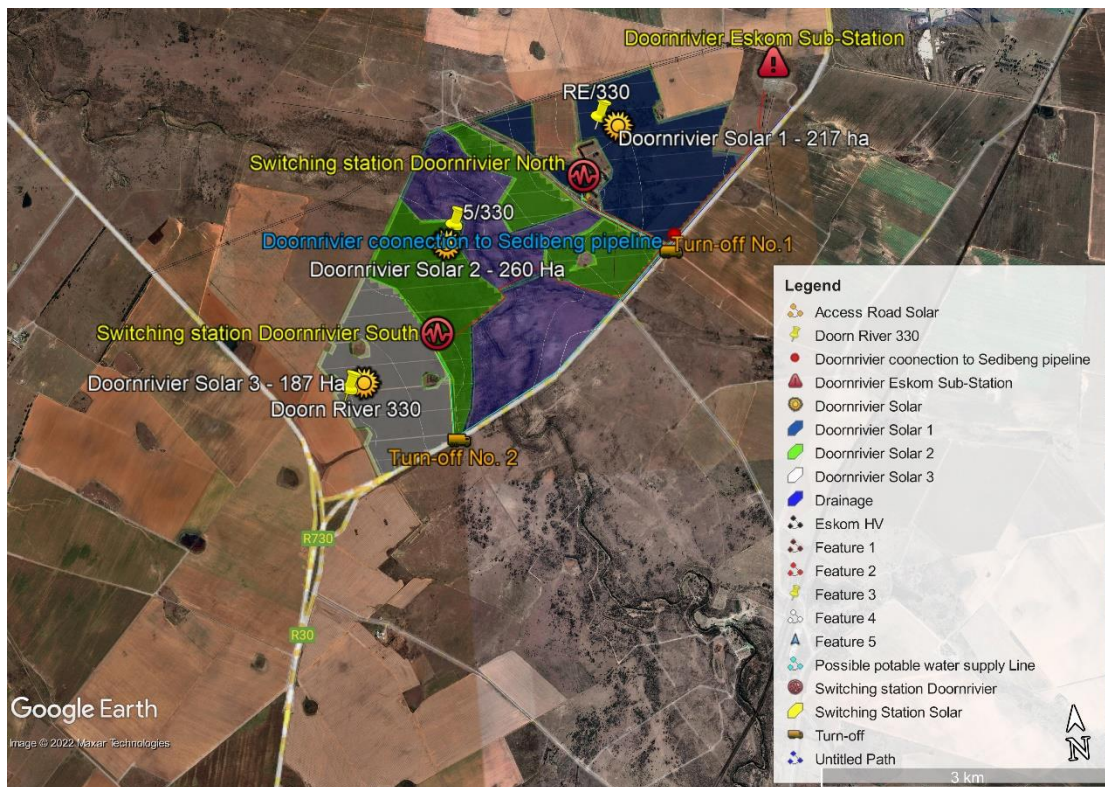 Doornrivier Eskom Sub-Station
RE/330
Doornrivier Solar 1 - 217 ha
Switching station Doornrivier North
5/330
Doornrivier coonection to Sedibeng pipeline
Turn-off No.1
Doornrivier Solar 2 - 260 Ha
Switching station Doornrivier South
Doornrivier Solar 3 - 187 Ha
Doorn River 330
Turn-off No. 2
R730
R30
Legend
Access Road Solar
Doorn River 330
Doornrivier coonection to Sedibeng pipeline
Doornrivier Eskom Sub-Station
Doornrivier Solar
Doornrivier Solar 1
Doornrivier Solar 2
Doornrivier Solar 3
Drainage
Eskom HV
Feature 1
Feature 2
Feature 3
Feature 4
Feature 5
Possible potable water supply Line
Switching station Doornrivier
Switching Station Solar
Turn-off
Untitled Path
N
3 km
Google Earth
Image © 2022 Maxar Technologies